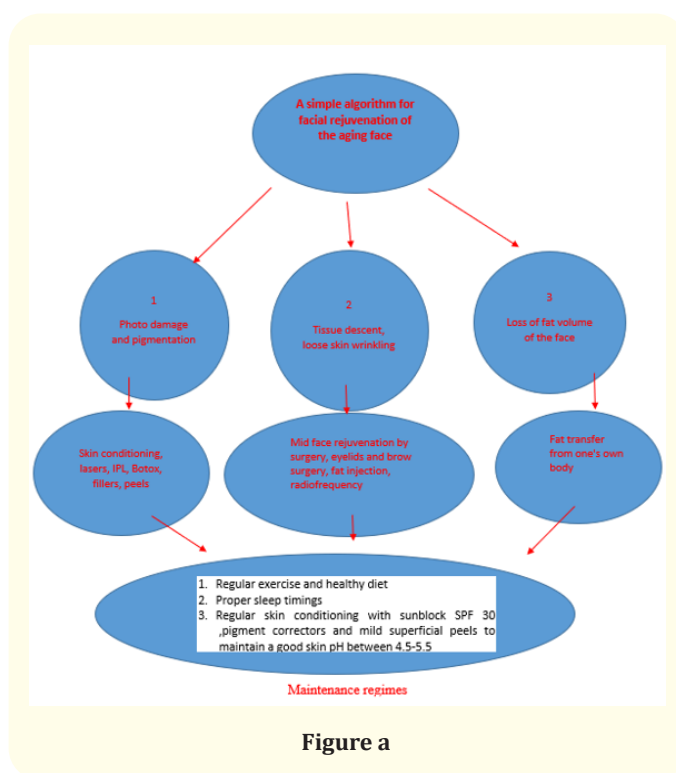 A simple algorithm for
facial rejuvenation of
the aging face
1
Photo damage
and pigmentation
2
Tissue descent,
loose skin wrinkling
3
Loss of fat volume
of the face
Skin conditioning,
lasers, IPL, Botox,
fillers, peels
Mid face rejuvenation by
surgery, eyelids and brow
surgery, fat injection,
radiofrequency
Fat transfer
from one's own
body
1. Regular exercise and healthy diet
2. Proper sleep timings
3. Regular skin conditioning with sunblock SPF 30
,pigment correctors and mild superficial peels to
maintain a good skin pH between 4.5-5.5
Maintenance regimes
Figure a